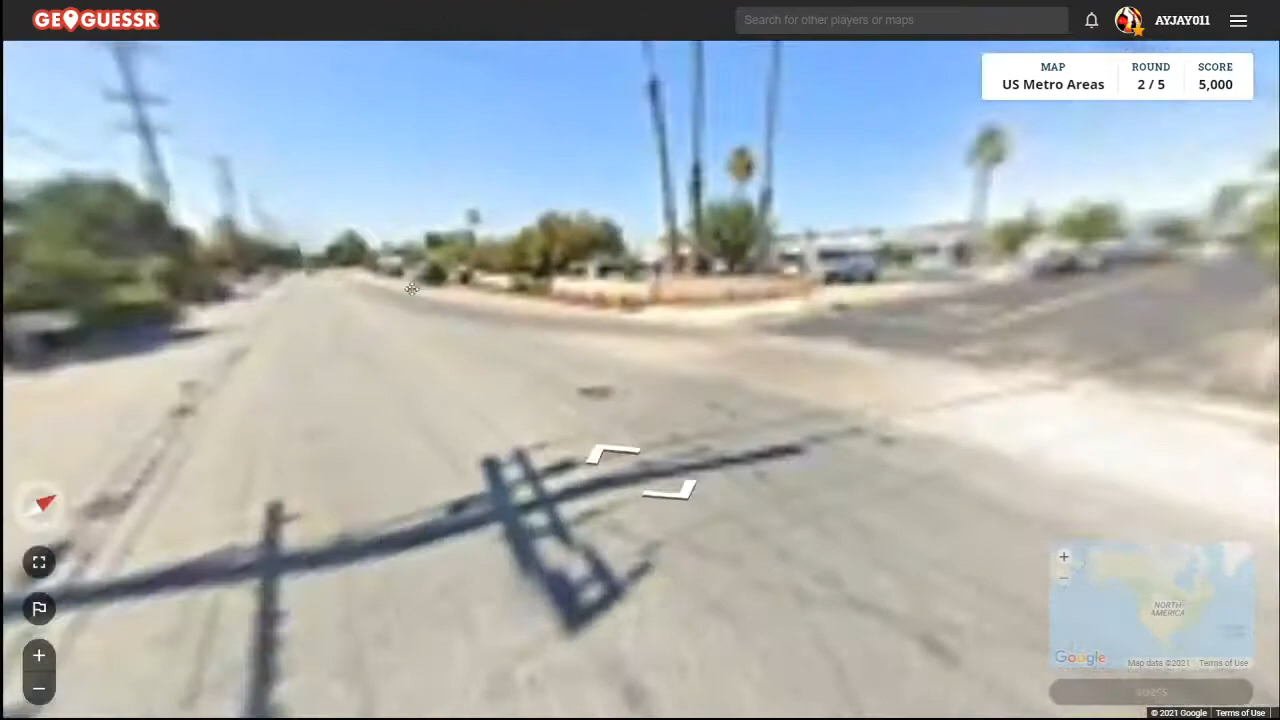 GEOGUESSR
Search for other players or maps
AYJAY011
MAP
ROUND
SCORE
US Metro Areas
2 / 5
5,000
+
−
NORTH
AMERICA
Google
Map data ©2021
Terms of Use
GUESS
+
−
© 2021 Google
Terms of Use